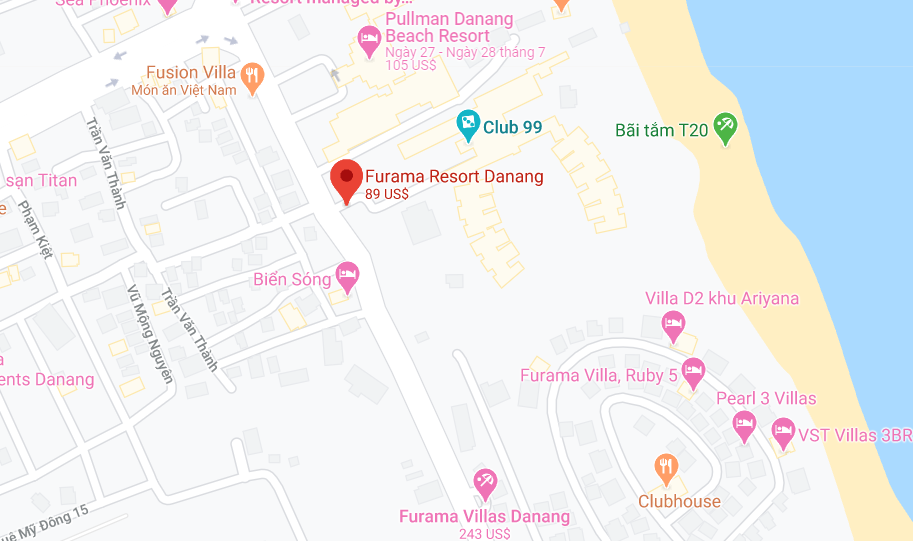 Sea Phoenix
Resort managed by...
Pullman Danang
Beach Resort
Ngày 27 - Ngày 28 tháng 7
105 US$
Fusion Villa
Món ăn Việt Nam
Club 99
Bãi tắm T20
Trần Văn Thành
Furama Resort Danang
89 US$
san Titan
e
Phạm Kiệt
Biển Sóng
Villa D2 khu Ariyana
Vũ Mộng Nguyên
Trần Văn Thành
a
ents Danang
Furama Villa, Ruby 5
Pearl 3 Villas
VST Villas 3BR
Clubhouse
Furama Villas Danang
243 US$
uê Mỹ Đông 15